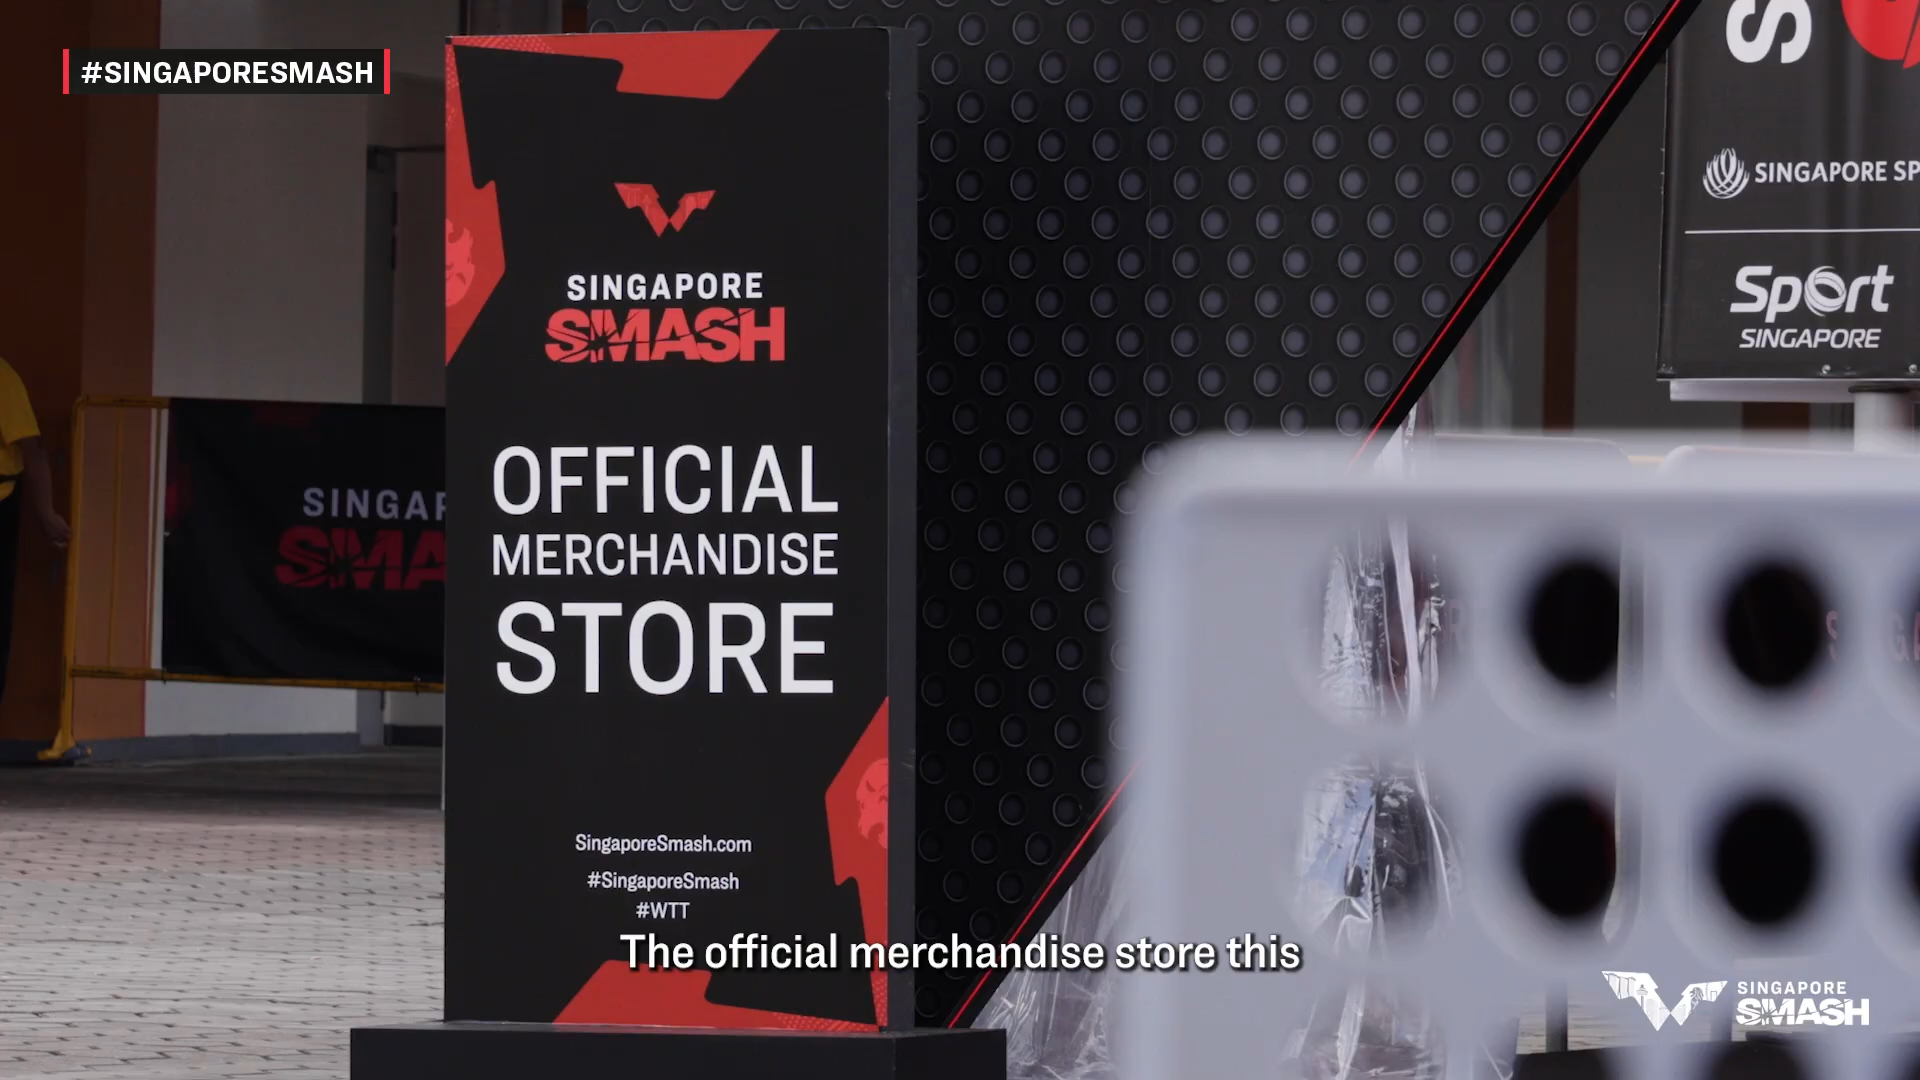 #SINGAPORESMASH
SINGAPORE
SMASH
OFFICIAL
MERCHANDISE
STORE
SingaporeSmash.com
#SingaporeSmash
#WTT
SINGAPORE
Sport
SINGAPORE
The official merchandise store this
SINGAPORE
SMASH